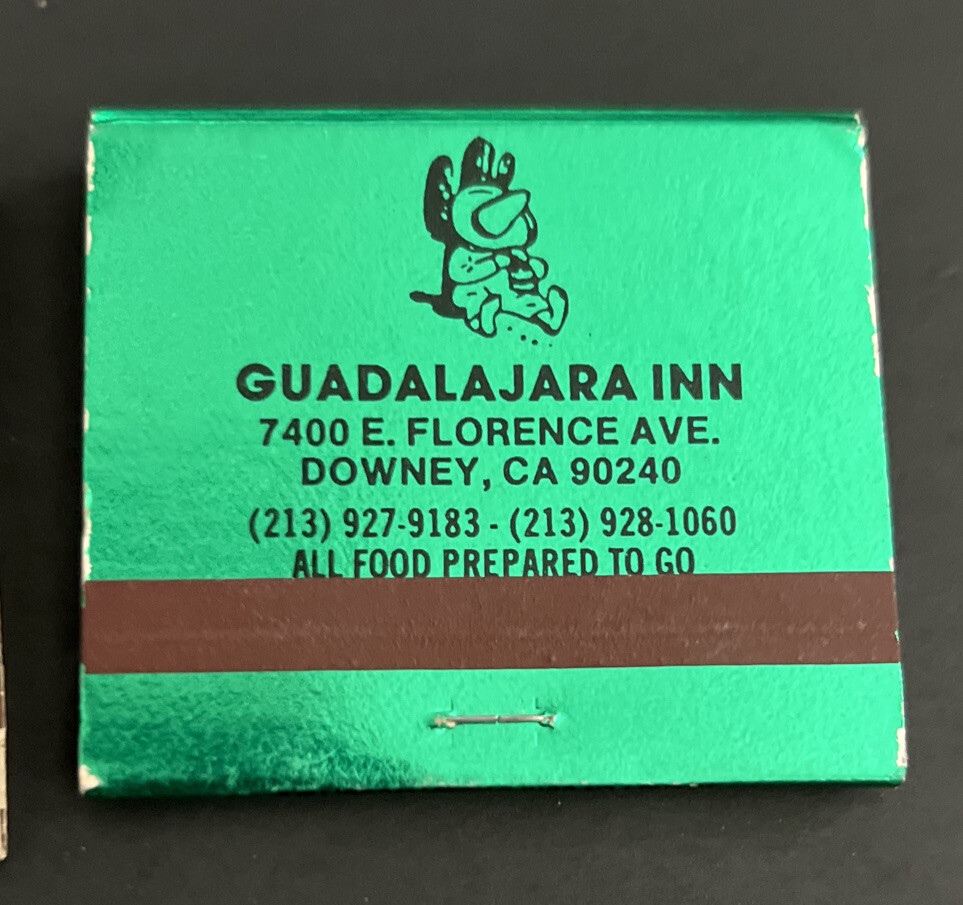 GUADALAJARA INN
7400 E. FLORENCE AVE.
DOWNEY, CA 90240
(213) 927-9183 - (213) 928-1060
ALL FOOD PREPARED TO GO